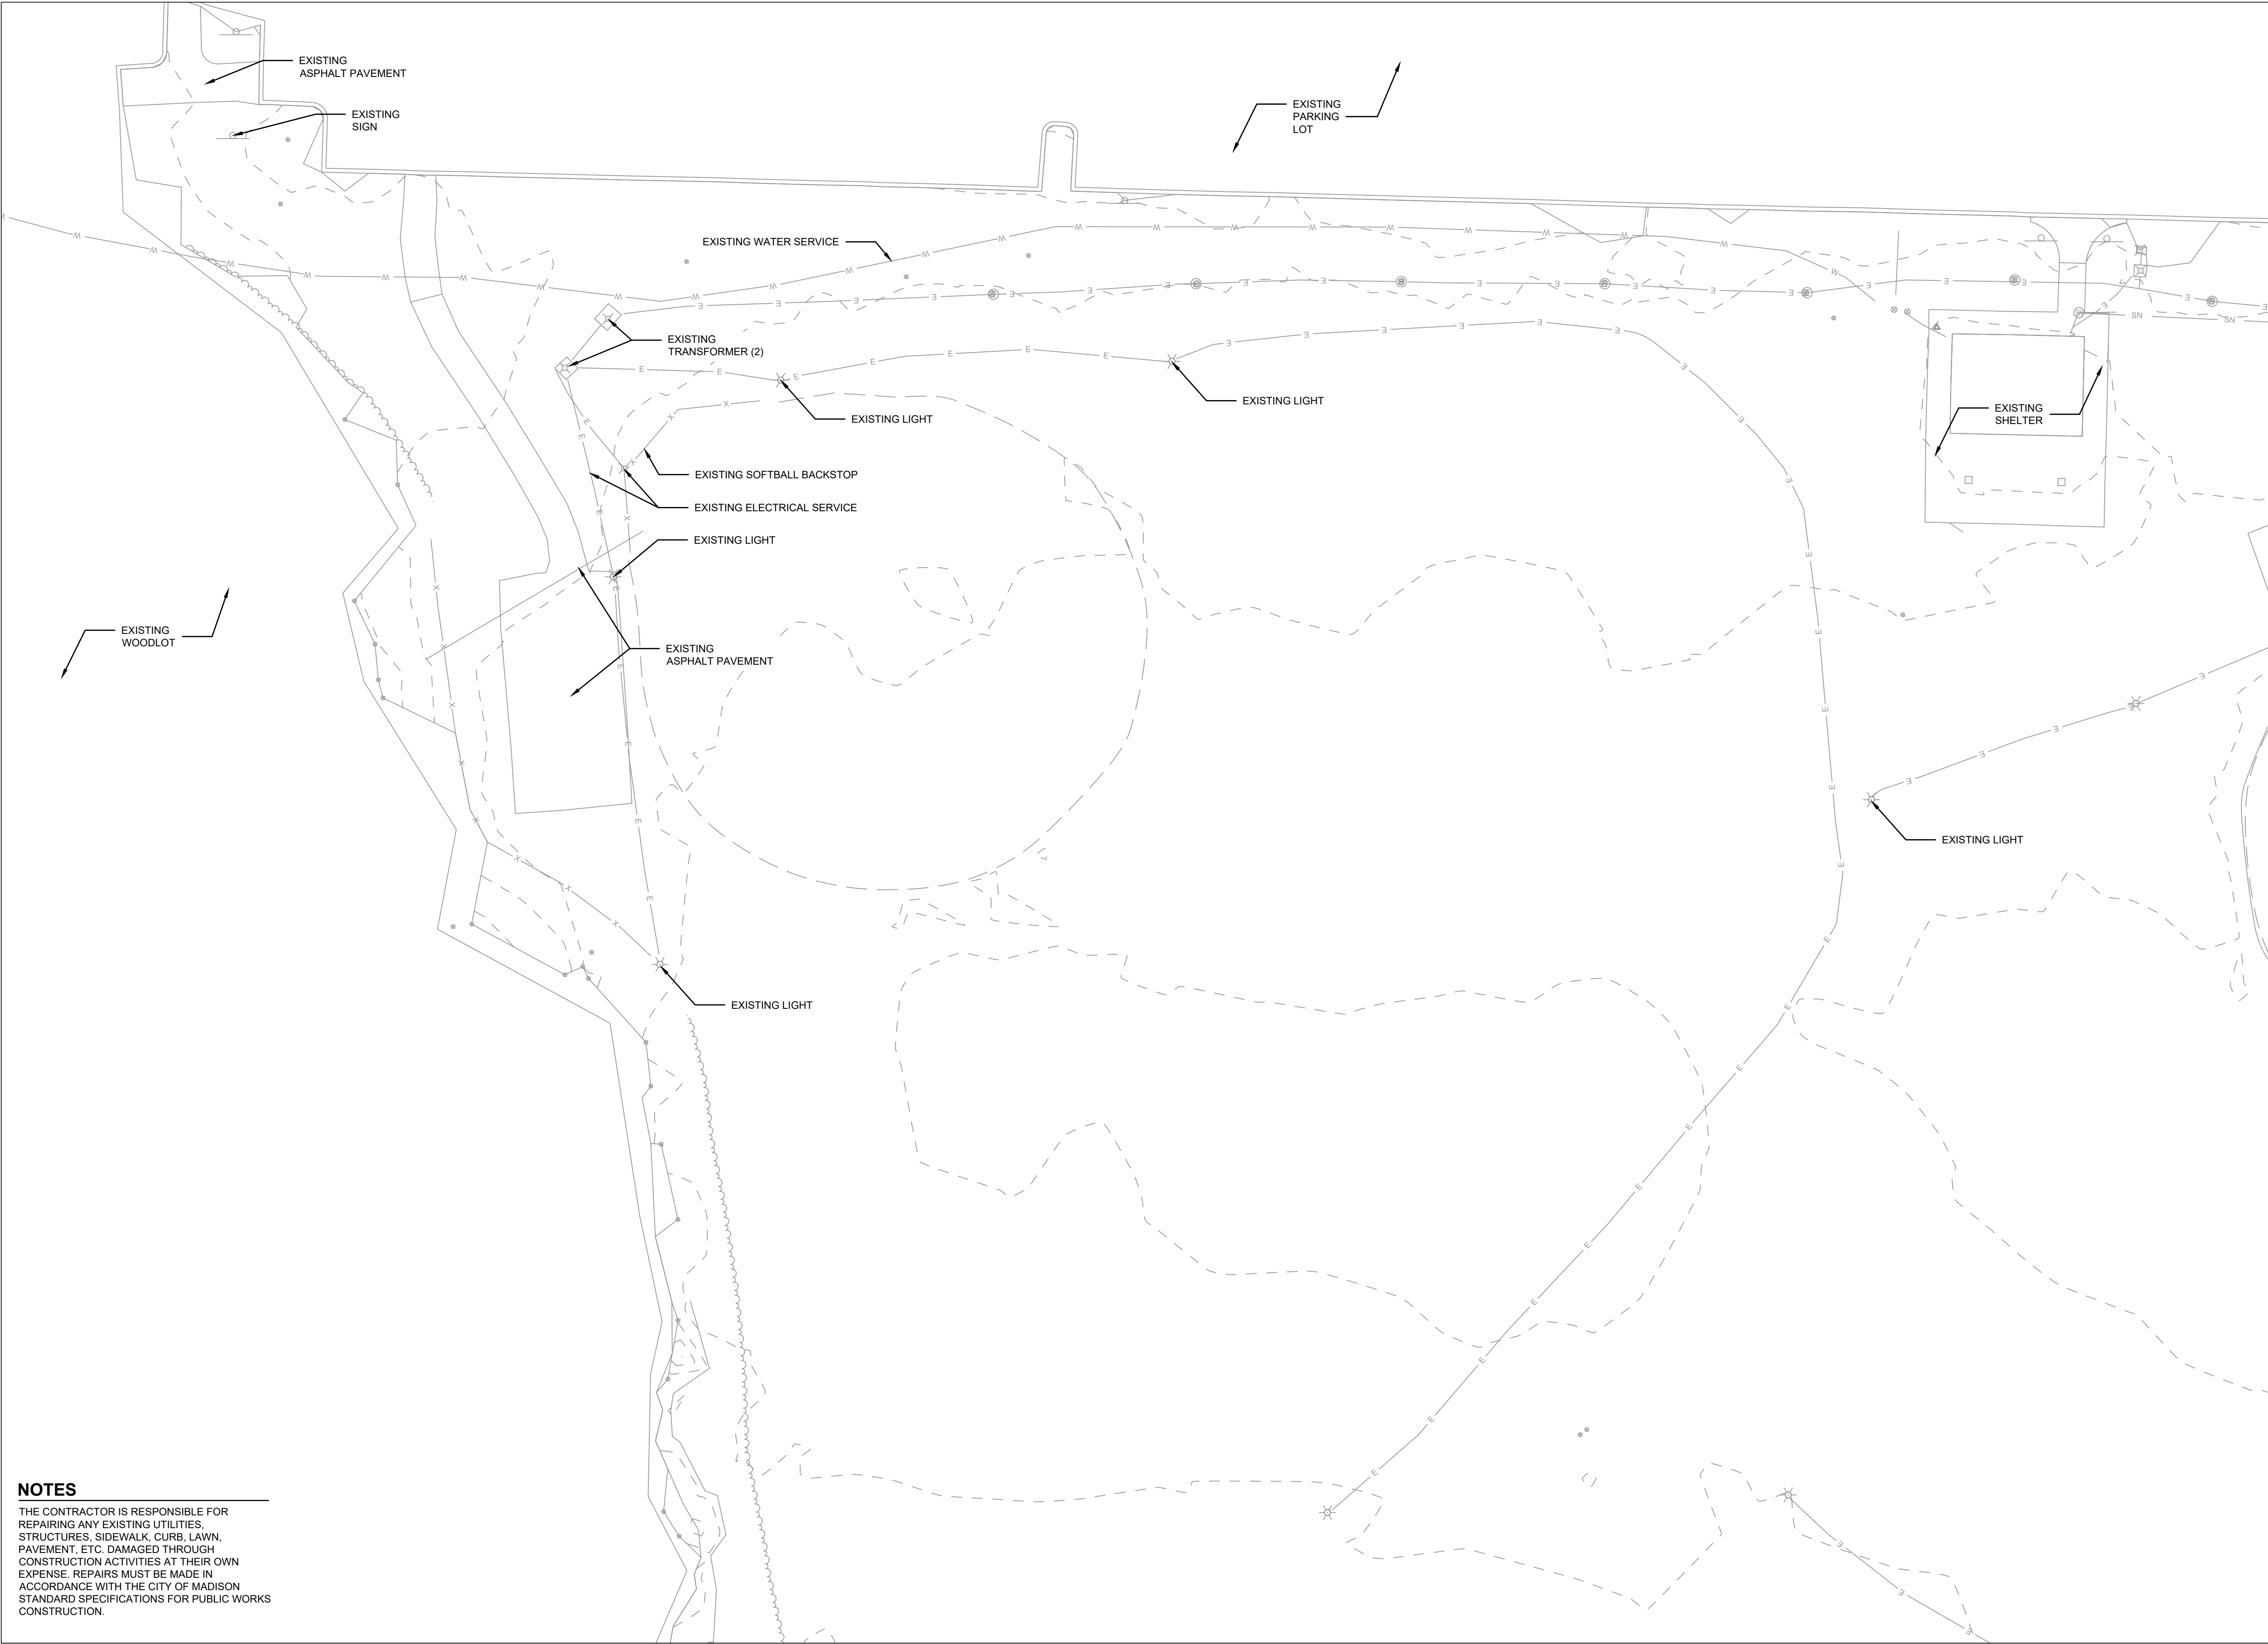 EXISTING
ASPHALT PAVEMENT
EXISTING
SIGN
EXISTING
PARKING
LOT
EXISTING WATER SERVICE
EXISTING
TRANSFORMER (2)
EXISTING LIGHT
EXISTING LIGHT
EXISTING
SHELTER
EXISTING SOFTBALL BACKSTOP
EXISTING ELECTRICAL SERVICE
EXISTING LIGHT
EXISTING
WOODLOT
EXISTING
ASPHALT PAVEMENT
EXISTING LIGHT
EXISTING LIGHT
NOTES
THE CONTRACTOR IS RESPONSIBLE FOR
REPAIRING ANY EXISTING UTILITIES,
STRUCTURES, SIDEWALK, CURB, LAWN,
PAVEMENT, ETC. DAMAGED THROUGH
CONSTRUCTION ACTIVITIES AT THEIR OWN
EXPENSE. REPAIRS MUST BE MADE IN
ACCORDANCE WITH THE CITY OF MADISON
STANDARD SPECIFICATIONS FOR PUBLIC WORKS
CONSTRUCTION.